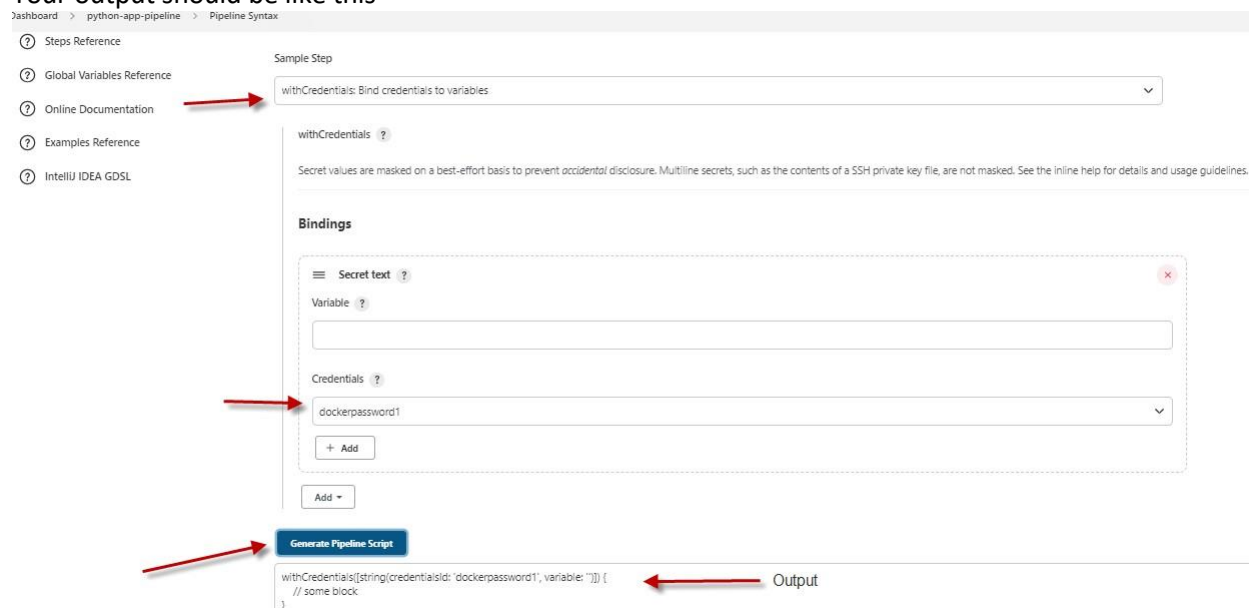 Your output should be like this
Dashboard > python-app-pipeline > Pipeline Syntax
? Steps Reference
? Global Variables Reference
? Online Documentation
? Examples Reference
? IntelliJ IDEA GDSL
Sample Step
withCredentials: Bind credentials to variables
withCredentials ?
Secret values are masked on a best-effort basis to prevent accidental disclosure. Multiline secrets, such as the contents of a SSH private key file, are not masked. See the inline help for details and usage guidelines.
Bindings
Secret text ?
Variable ?
Credentials ?
dockerpassword1
+ Add
Add
Generate Pipeline Script
withCredentials([string(credentialsId: 'dockerpassword1', variable: '')]) {
// some block
}
Output